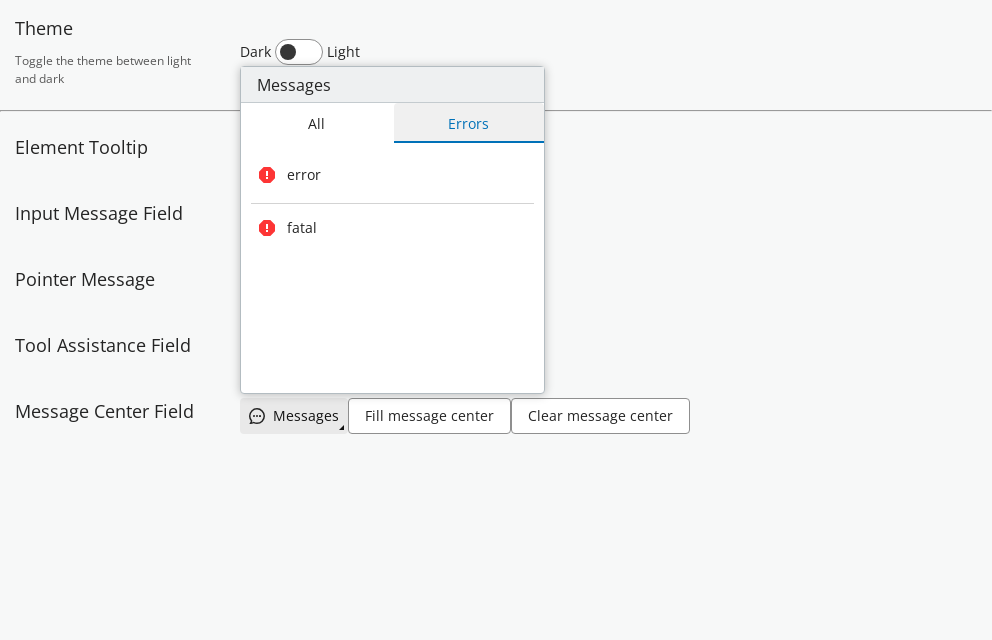 Theme
Toggle the theme between light
and dark
Dark Light
Messages
All Errors
error
fatal
Element Tooltip
Input Message Field
Pointer Message
Tool Assistance Field
Message Center Field
Messages Fill message center Clear message center